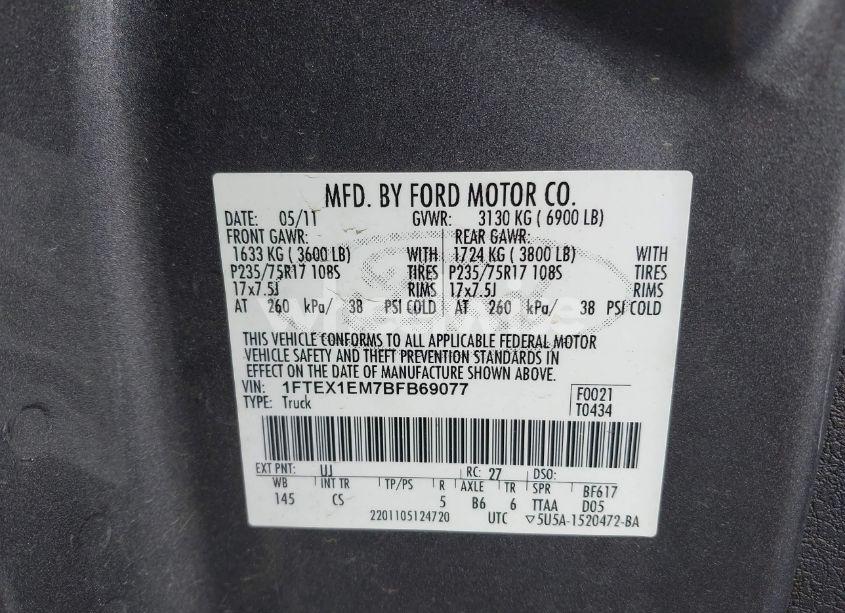 MFD. BY FORD MOTOR CO.
DATE: 05/11 GVWR: 3130 KG ( 6900 LB)
FRONT GAWR: REAR GAWR:
1633 KG ( 3600 LB) WITH 1724 KG ( 3800 LB) WITH
P235/75R17 108S TIRES P235/75R17 108S TIRES
17x7.5J RIMS 17x7.5J RIMS
AT 260 kPa/ 38 PSI COLD AT 260 kPa/ 38 PSI COLD
THIS VEHICLE CONFORMS TO ALL APPLICABLE FEDERAL MOTOR
VEHICLE SAFETY AND THEFT PREVENTION STANDARDS IN
EFFECT ON THE DATE OF MANUFACTURE SHOWN ABOVE.
VIN: 1FTEX1EM7BFB69077 F0021
TYPE: Truck T0434
EXT PNT: UJ RC: 27 DSO:
WB INT TR TP/PS R AXLE TR SPR BF617
145 CS 5 B6 6 TTAA D05
2201105124720 UTC ▽5U5A-1520472-BA